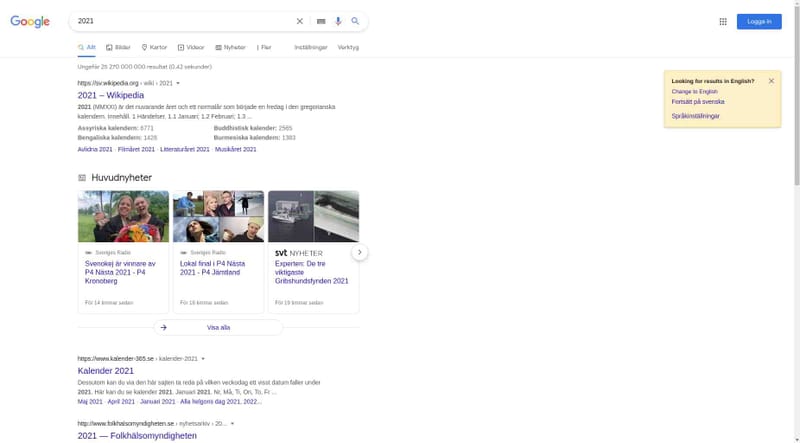 Google
2021
Logga in
Allt
Bilder
Kartor
Videor
Nyheter
Fler
Inställningar
Verktyg
Ungefär 25 270 000 000 resultat (0,42 sekunder)
https://sv.wikipedia.org › wiki › 2021
2021 – Wikipedia
2021 (MMXXI) är det nuvarande året och ett normalår som började en fredag i den gregorianska
kalendern. Innehåll. 1 Händelser. 1.1 Januari; 1.2 Februari; 1.3 ...
Assyriska kalendern: 6771
Buddhistisk kalender: 2565
Bengaliska kalendern: 1428
Burmesiska kalendern: 1383
Avlidna 2021 · Filmåret 2021 · Litteraturåret 2021 · Musikåret 2021
Looking for results in English?
Change to English
Fortsätt på svenska
Språkinställningar
Huvudnyheter
Sveriges Radio
Svenokej är vinnare av
P4 Nästa 2021 - P4
Kronoberg
För 14 timmar sedan
Sveriges Radio
Lokal final i P4 Nästa
2021 - P4 Jämtland
För 16 timmar sedan
svt NYHETER
Experten: De tre
viktigaste
Gribshundsfynden 2021
För 19 timmar sedan
Visa alla
https://www.kalender-365.se › kalender-2021
Kalender 2021
Dessutom kan du via den här sajten ta reda på vilken veckodag ett visst datum faller under
2021. Här kan du se kalender 2021. Januari 2021. Nr, Må, Ti, On, To, Fr ...
Maj 2021 · April 2021 · Januari 2021 · Alla helgons dag 2021, 2022...
http://www.folkhalsomyndigheten.se › nyhetsarkiv › 20...
2021 — Folkhälsomyndigheten